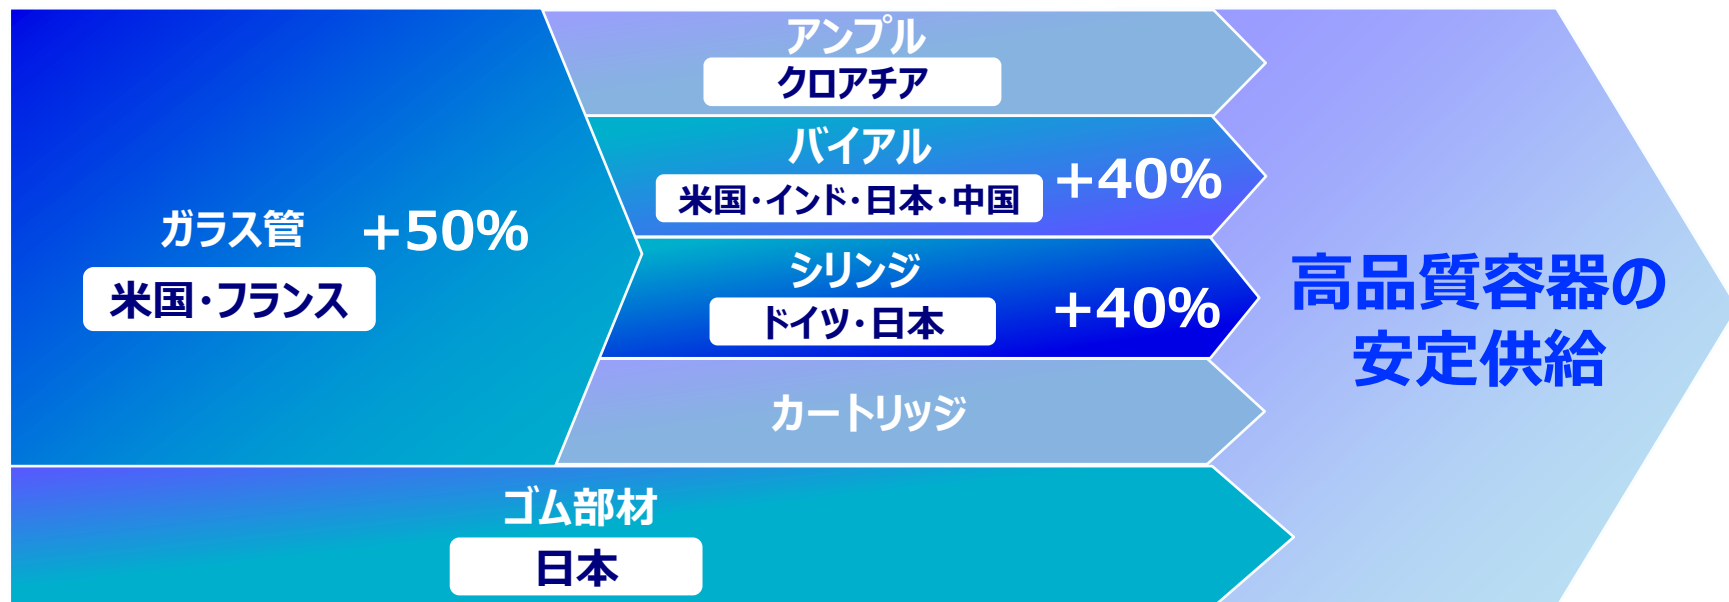 ガラス管 +50%
米国・フランス
アンプル
クロアチア
バイアル
米国・インド・日本・中国
+40%
シリンジ
ドイツ・日本
+40%
カートリッジ
ゴム部材
日本
高品質容器の
安定供給